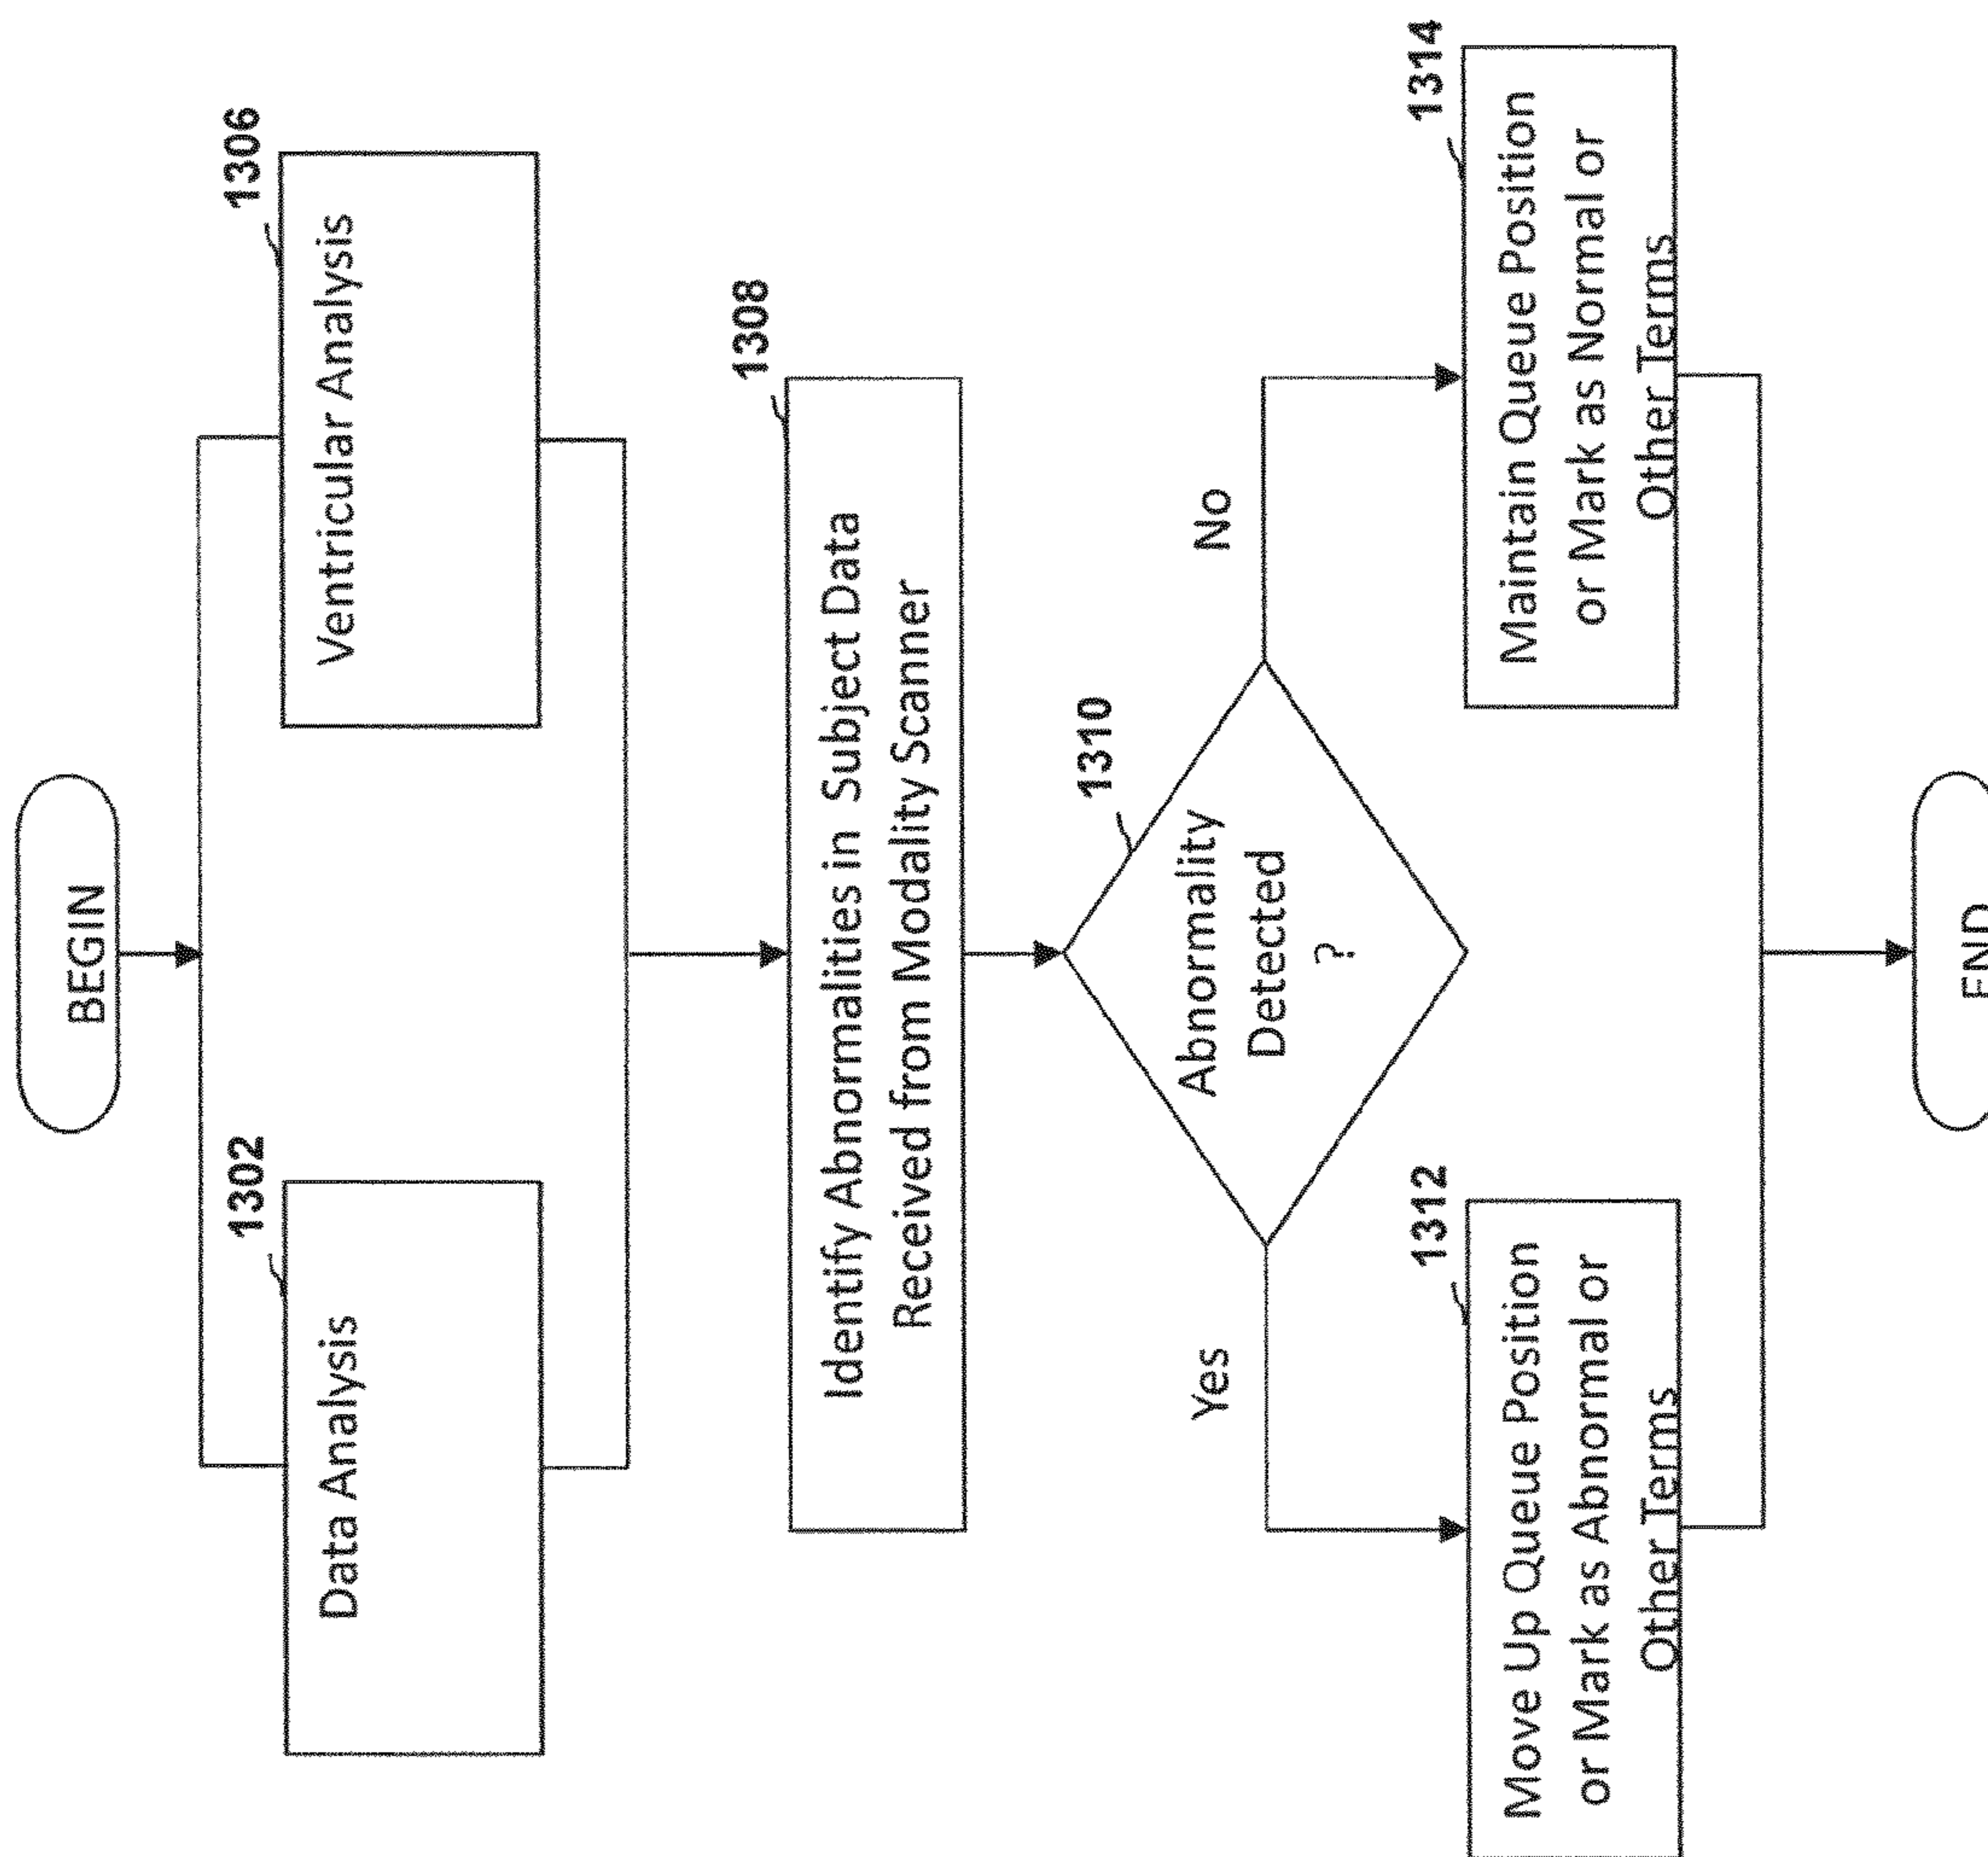 BEGIN
1302
Data Analysis
1306
Ventricular Analysis
1308
Identify Abnormalities in Subject Data
Received from Modality Scanner
1310
Abnormality
Detected
?
Yes
No
1312
Move Up Queue Position
or Mark as Abnormal or
Other Terms
1314
Maintain Queue Position
or Mark as Normal or
Other Terms
END